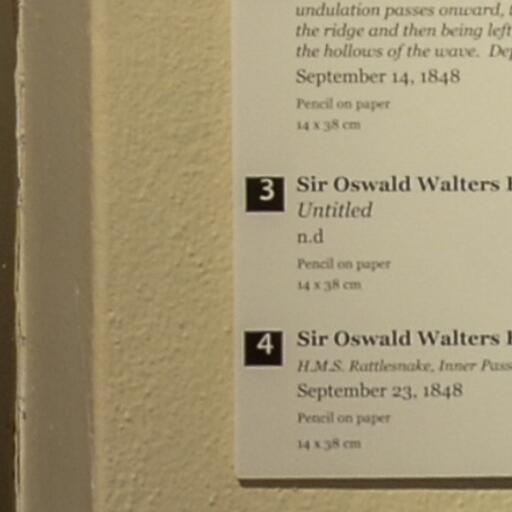 undulation passes onward,
the ridge and then being left
the hollows of the wave.
September 14, 1848
Pencil on paper
14 x 38 cm
3 Sir Oswald Walters
Untitled
n.d
Pencil on paper
14 x 38 cm
4 Sir Oswald Walters
H.M.S. Rattlesnake, Inner
September 23, 1848
Pencil on paper
14 x 38 cm